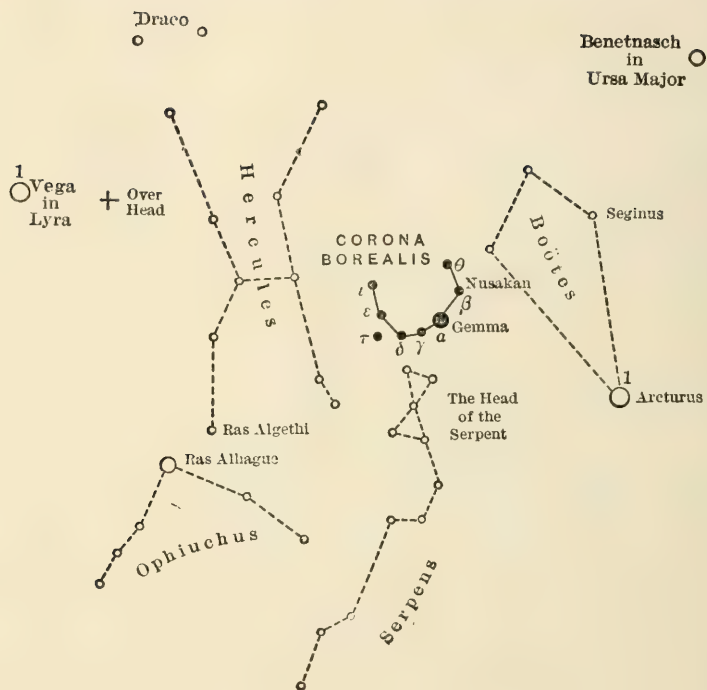 Draco
Benetnasch
in
Ursa Major
1
Vega
in
Lyra
Over
Head
Hercules
CORONA
BOREALIS
θ
Nusakan
β
Gemma
α
γ
δ
τ
ε
ι
Boötes
Seginus
1
Arcturus
The Head
of the
Serpent
Ras Algethi
Ras Alhague
Ophiuchus
Serpens